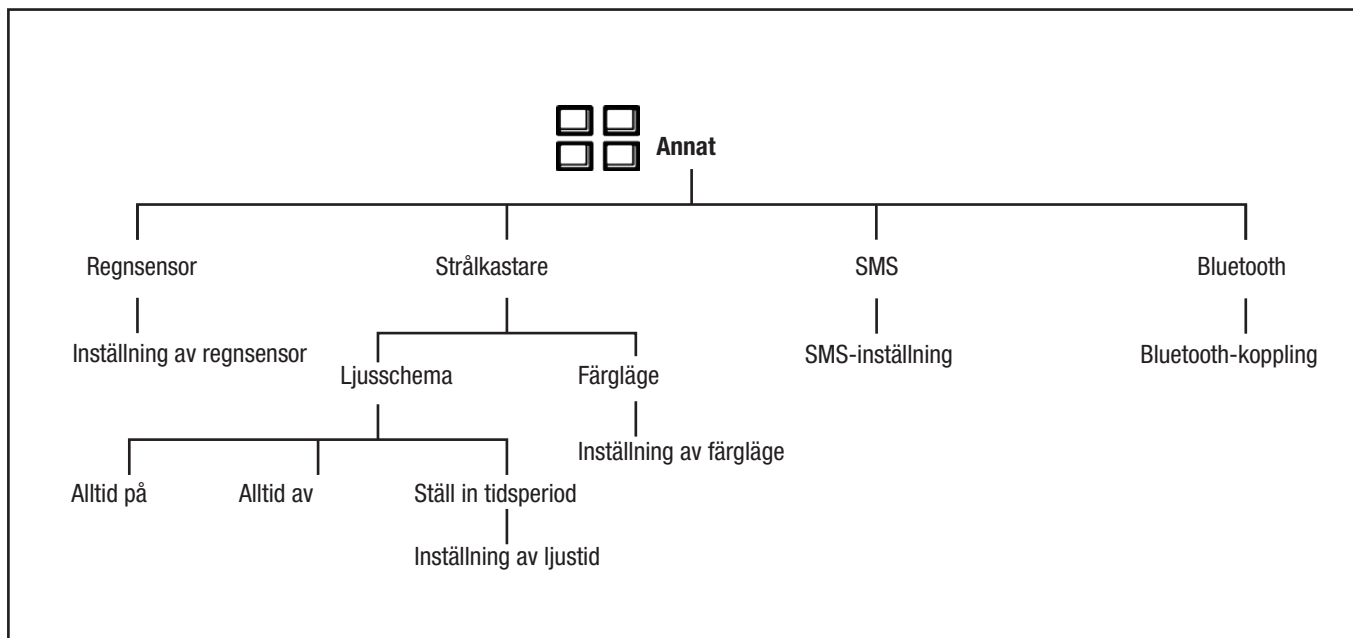 Annat
Regnsensor
Strålkastare
SMS
Bluetooth
Inställning av regnsensor
Ljusschema
Färgläge
SMS-inställning
Bluetooth-koppling
Inställning av färgläge
Alltid på
Alltid av
Ställ in tidsperiod
Inställning av ljustid